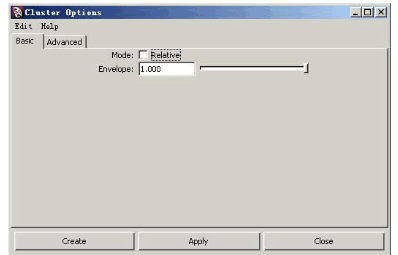 Cluster Options
Edit Help
Basic Advanced
Mode: Relative
Envelope: 1.000
Create Apply Close